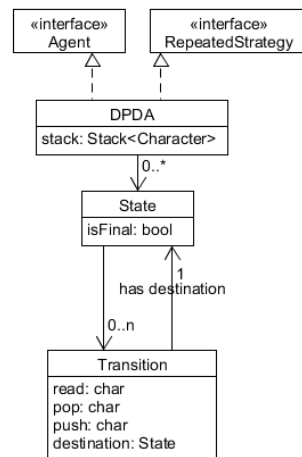 «interface»
Agent
«interface»
RepeatedStrategy
DPDA
stack: Stack<Character>
0..*
State
isFinal: bool
1
has destination
0..n
Transition
read: char
pop: char
push: char
destination: State